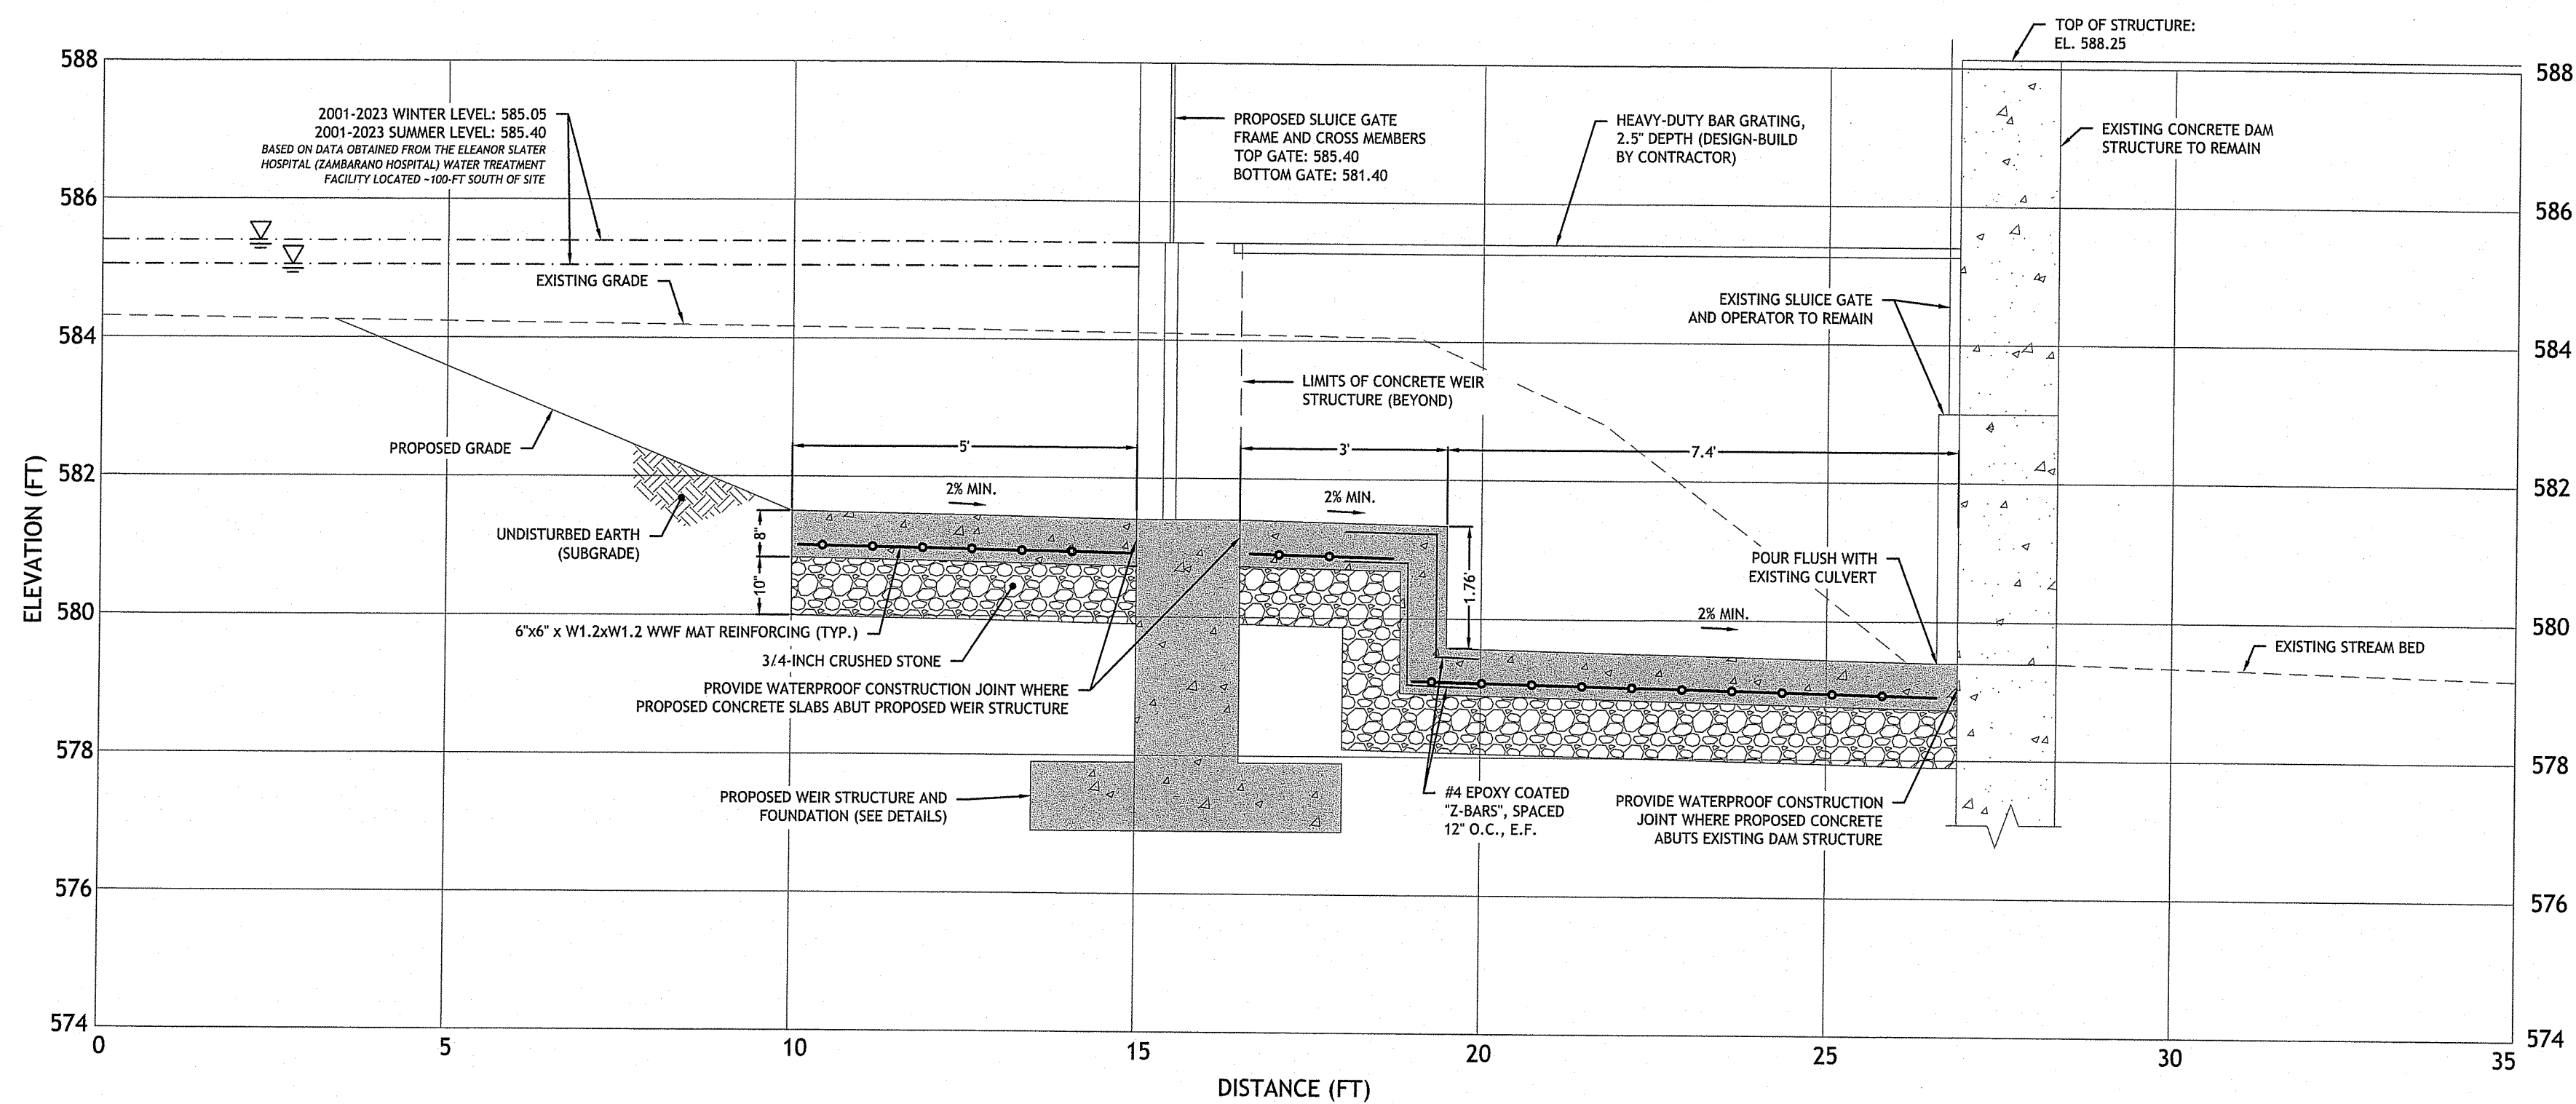 TOP OF STRUCTURE:
EL. 588.25
588
588
2001-2023 WINTER LEVEL: 585.05
2001-2023 SUMMER LEVEL: 585.40
BASED ON DATA OBTAINED FROM THE ELEANOR SLATER
HOSPITAL (ZAMBARANO HOSPITAL) WATER TREATMENT
FACILITY LOCATED ~100-FT SOUTH OF SITE
PROPOSED SLUICE GATE
FRAME AND CROSS MEMBERS
TOP GATE: 585.40
BOTTOM GATE: 581.40
HEAVY-DUTY BAR GRATING,
2.5" DEPTH (DESIGN-BUILD
BY CONTRACTOR)
EXISTING CONCRETE DAM
STRUCTURE TO REMAIN
586
586
EXISTING GRADE
EXISTING SLUICE GATE
AND OPERATOR TO REMAIN
584
584
LIMITS OF CONCRETE WEIR
STRUCTURE (BEYOND)
PROPOSED GRADE
5'
3'
7.4'
582
582
2% MIN.
2% MIN.
UNDISTURBED EARTH
(SUBGRADE)
8"
10"
1.76'
POUR FLUSH WITH
EXISTING CULVERT
2% MIN.
580
580
6"x6" x W1.2xW1.2 WWF MAT REINFORCING (TYP.)
3/4-INCH CRUSHED STONE
PROVIDE WATERPROOF CONSTRUCTION JOINT WHERE
PROPOSED CONCRETE SLABS ABUT PROPOSED WEIR STRUCTURE
EXISTING STREAM BED
578
578
PROPOSED WEIR STRUCTURE AND
FOUNDATION (SEE DETAILS)
#4 EPOXY COATED
"Z-BARS", SPACED
12" O.C., E.F.
PROVIDE WATERPROOF CONSTRUCTION
JOINT WHERE PROPOSED CONCRETE
ABUTS EXISTING DAM STRUCTURE
576
576
574
574
ELEVATION (FT)
0
5
10
15
20
25
30
35
DISTANCE (FT)